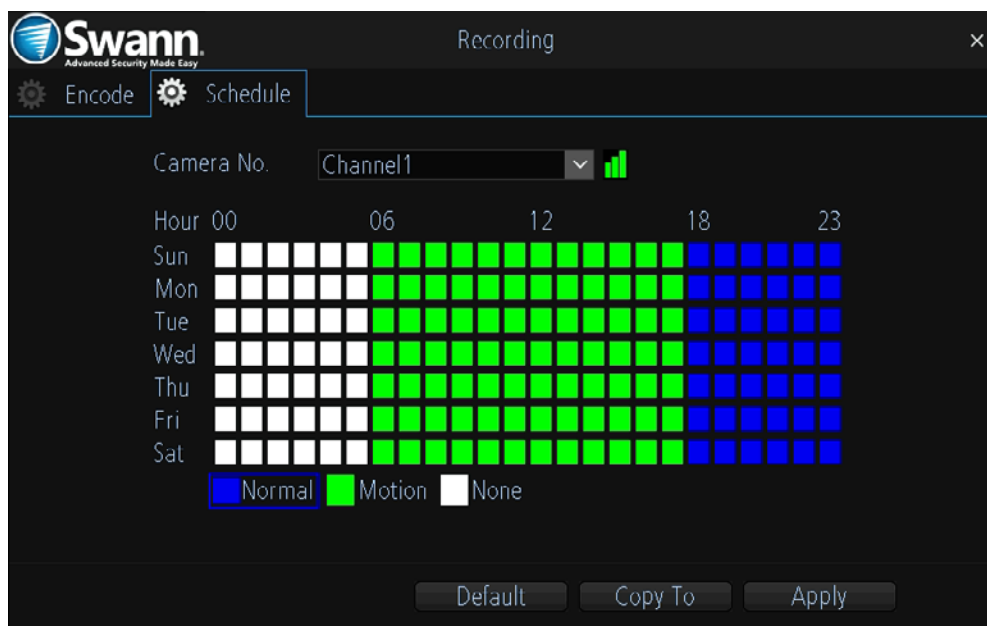 Swann.
Advanced Security Made Easy
Recording
Encode
Schedule
Camera No. Channel1
Hour 00 06 12 18 23
Sun
Mon
Tue
Wed
Thu
Fri
Sat
Normal Motion None
Default Copy To Apply